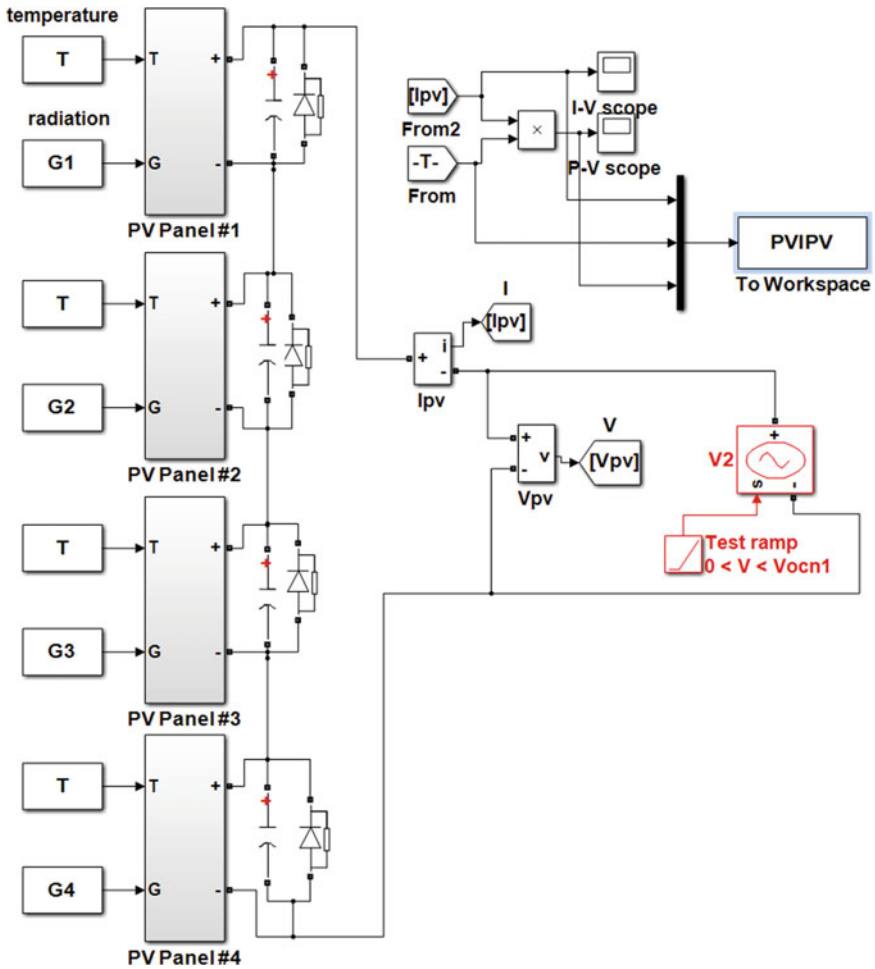 temperature
T
T
+
radiation
G1
G
-
PV Panel #1
T
T
+
G2
G
-
PV Panel #2
T
T
+
G3
G
-
PV Panel #3
T
T
+
G4
G
-
PV Panel #4
+
+
+
+
[Ipv]
From2
-T-
From
×
I-V scope
P-V scope
PVIPV
To Workspace
I
[Ipv]
+
i
-
Ipv
V
+
-
v
[Vpv]
Vpv
V2
+
s
-
Test ramp
0 < V < Vocn1